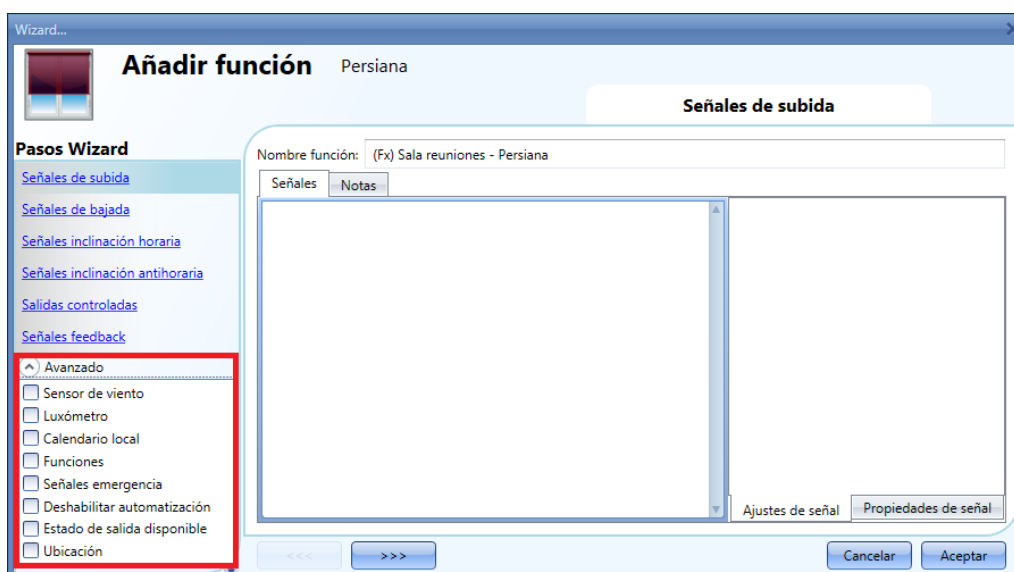 Wizard...
Añadir función Persiana
Señales de subida
Pasos Wizard
Señales de subida
Señales de bajada
Señales inclinación horaria
Señales inclinación antihoraria
Salidas controladas
Señales feedback
Avanzado
Sensor de viento
Luxómetro
Calendario local
Funciones
Señales emergencia
Deshabilitar automatización
Estado de salida disponible
Ubicación
Nombre función: (Fx) Sala reuniones - Persiana
Señales Notas
Ajustes de señal Propiedades de señal
<<< >>> Cancelar Aceptar